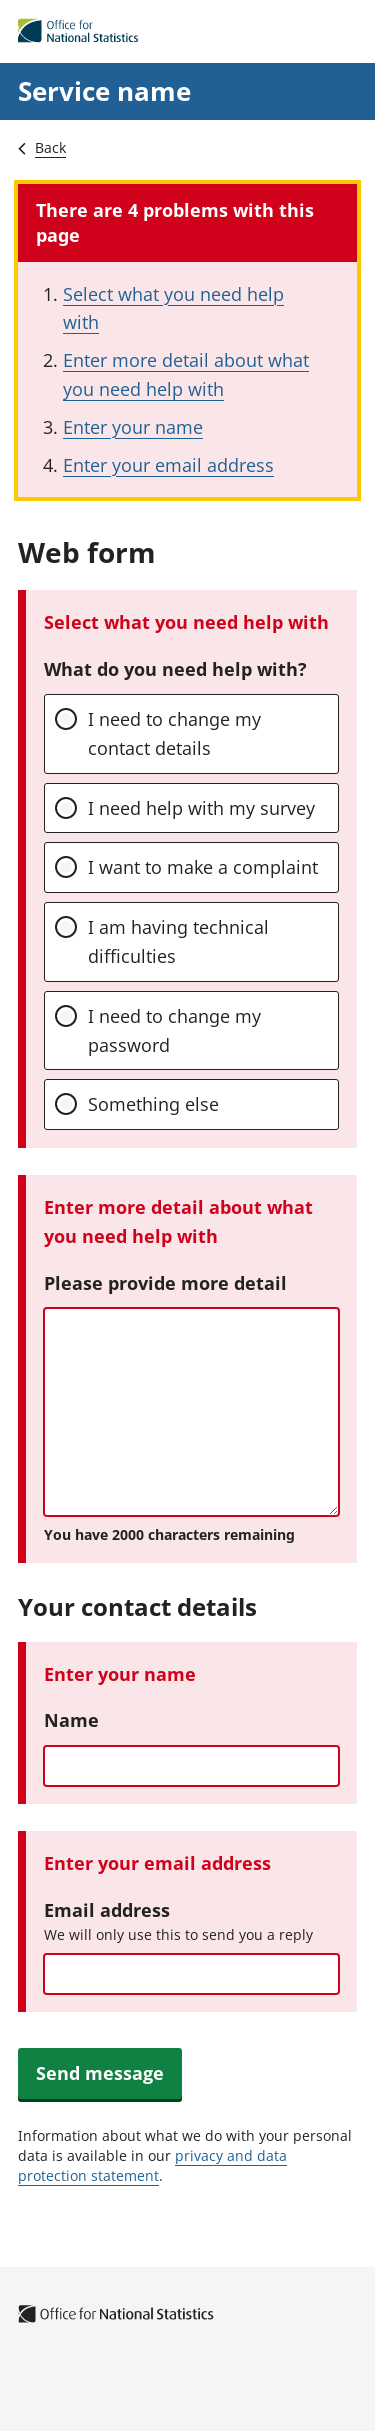 Office for
National Statistics
Service name
Back
There are 4 problems with this
page
1. Select what you need help
with
2. Enter more detail about what
you need help with
3. Enter your name
4. Enter your email address
Web form
Select what you need help with
What do you need help with?
I need to change my
contact details
I need help with my survey
I want to make a complaint
I am having technical
difficulties
I need to change my
password
Something else
Enter more detail about what
you need help with
Please provide more detail
You have 2000 characters remaining
Your contact details
Enter your name
Name
Enter your email address
Email address
We will only use this to send you a reply
Send message
Information about what we do with your personal
data is available in our privacy and data
protection statement.
Office for National Statistics